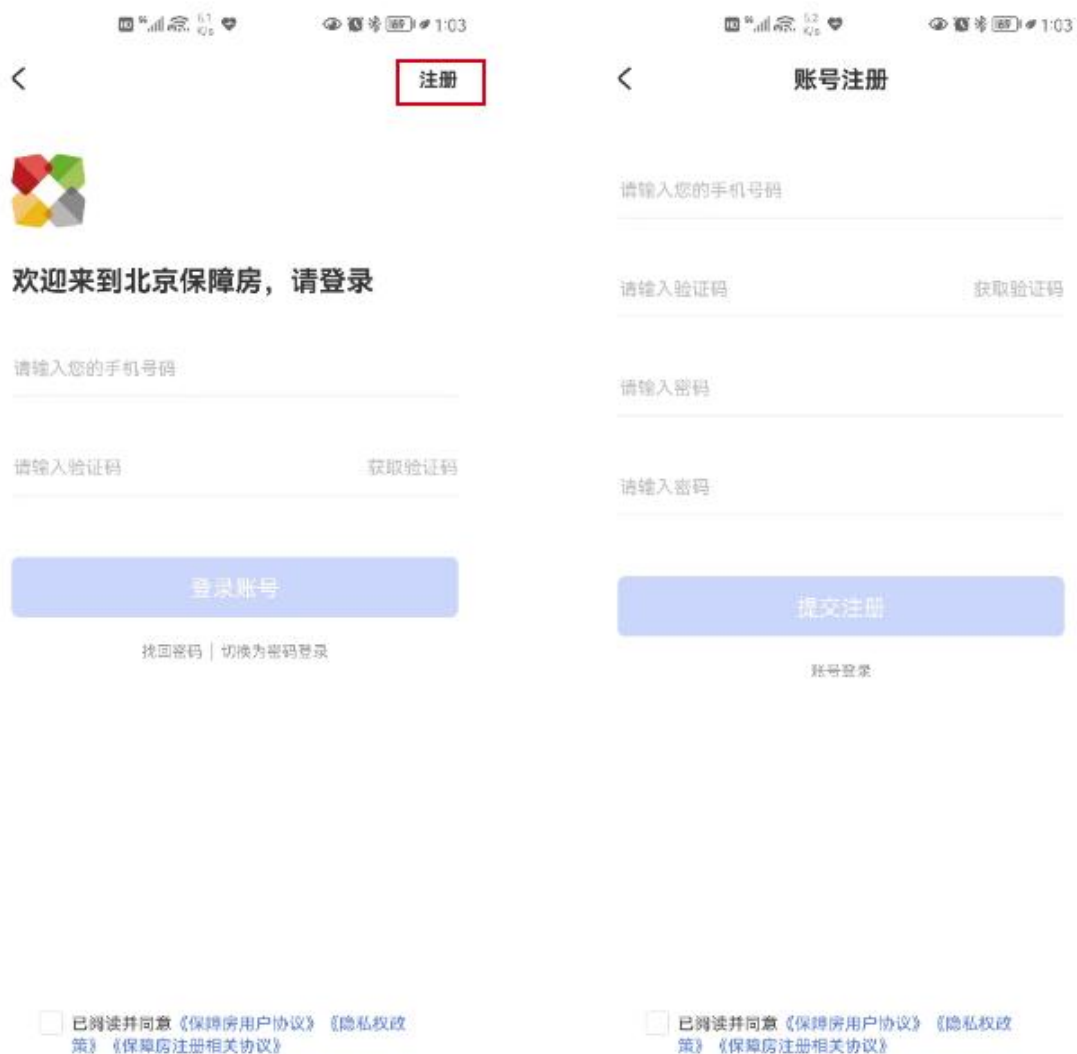 1:03
注册
欢迎来到北京保障房，请登录
请输入您的手机号码
请输入验证码 获取验证码
登录账号
找回密码 | 切换为密码登录
已阅读并同意《保障房用户协议》《隐私权政
策》《保障房注册相关协议》
1:03
账号注册
请输入您的手机号码
请输入验证码 获取验证码
请输入密码
请输入密码
提交注册
账号登录
已阅读并同意《保障房用户协议》《隐私权政
策》《保障房注册相关协议》